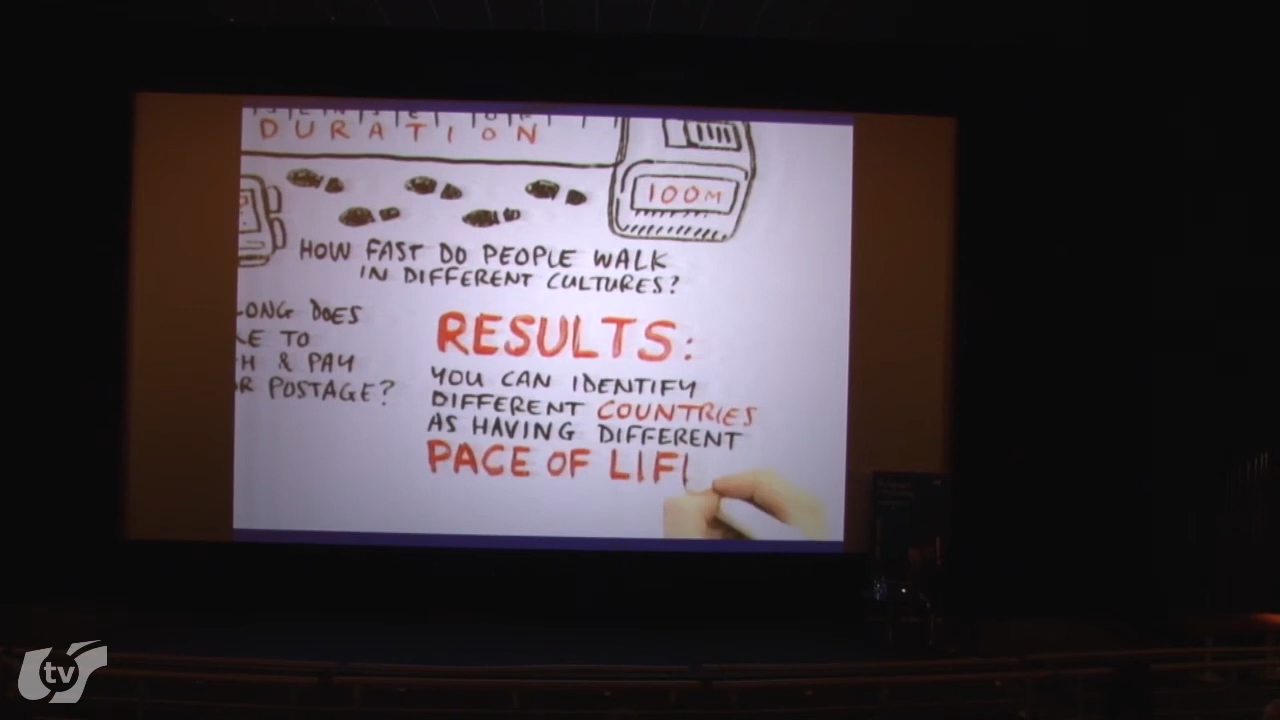 DURATION
100M
HOW FAST DO PEOPLE WALK
IN DIFFERENT CULTURES?
LONG DOES
KE TO
H & PAY
R POSTAGE?
RESULTS:
YOU CAN IDENTIFY
DIFFERENT COUNTRIES
AS HAVING DIFFERENT
PACE OF LIF
tv